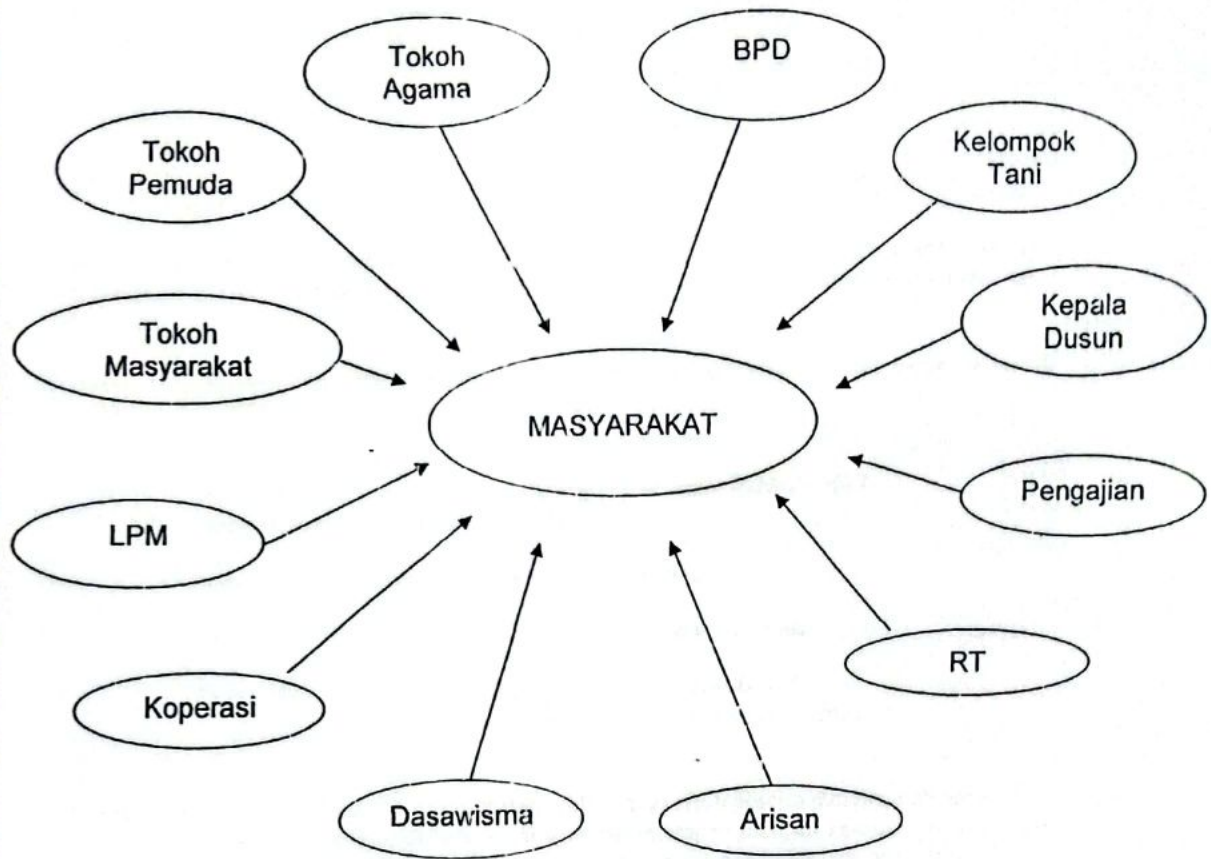 Tokoh
Agama
BPD
Tokoh
Pemuda
Kelompok
Tani
Tokoh
Masyarakat
Kepala
Dusun
MASYARAKAT
LPM
Pengajian
Koperasi
RT
Dasawisma
Arisan